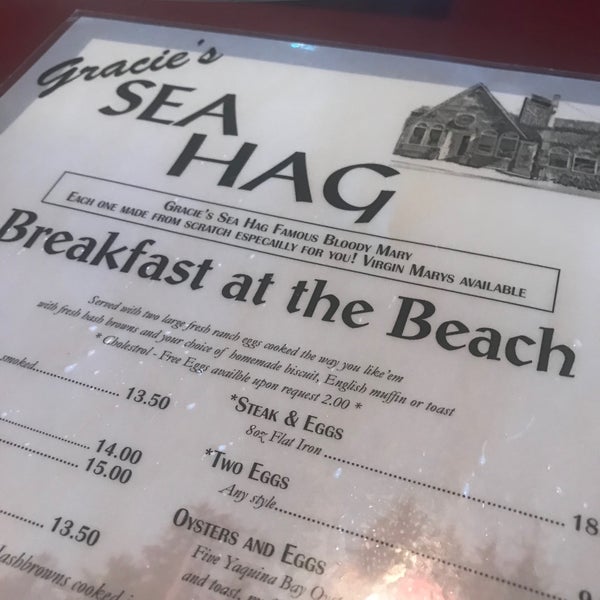 Gracie's
SEA
HAG
GRACIE'S SEA HAG FAMOUS BLOODY MARY
EACH ONE MADE FROM SCRATCH ESPECAILLY FOR YOU! VIRGIN MARYS AVAILABLE
Breakfast at the Beach
Served with two large fresh ranch eggs cooked the way you like'em
with fresh hash browns and your choice of homemade biscuit, English muffin or toast
* Cholestrol - Free Eggs availble upon request 2.00 *
smoked.................... 13.50
.................... 14.00
.................... 15.00
.................... 13.50
*STEAK & EGGS
8oz Flat Iron .................... 18
*TWO EGGS
Any style.................... 9
OYSTERS AND EGGS
Five Yaquina Bay
and toast,